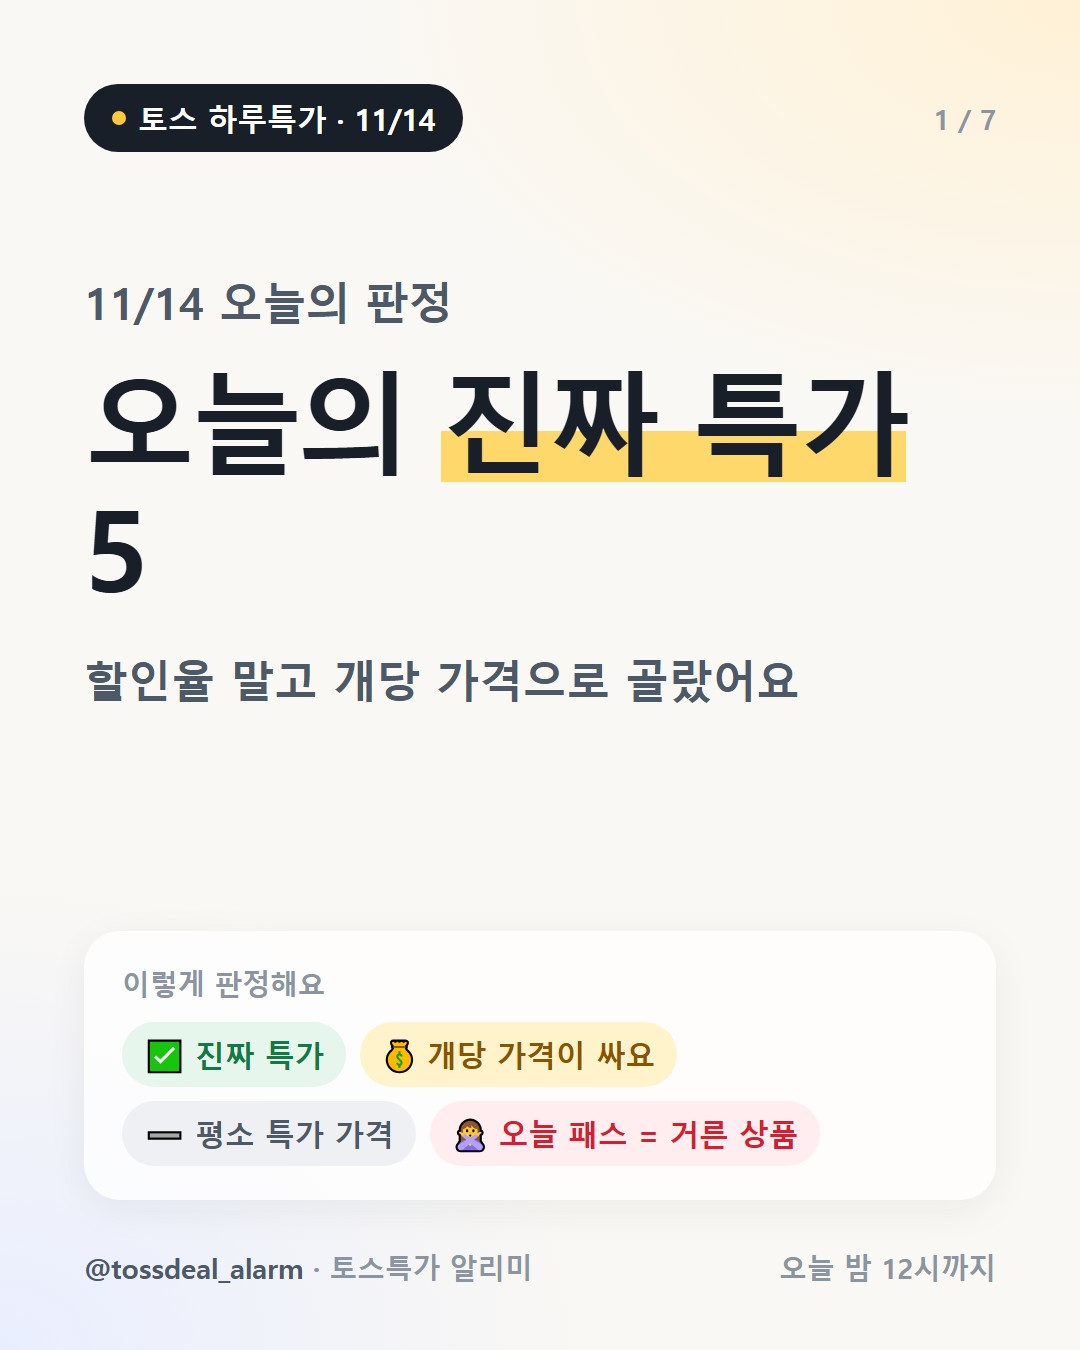 토스 하루특가 · 11/14
1 / 7
11/14 오늘의 판정
오늘의 진짜 특가
5
할인율 말고 개당 가격으로 골랐어요
이렇게 판정해요
✅ 진짜 특가
💰 개당 가격이 싸요
➖ 평소 특가 가격
🙅‍♀️ 오늘 패스 = 거른 상품
@tossdeal_alarm · 토스특가 알리미
오늘 밤 12시까지